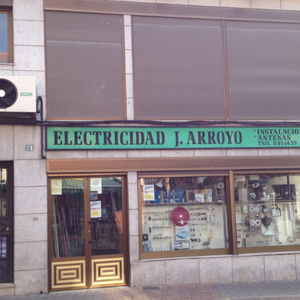 ELECTRICIDAD J. ARROYO
*INSTALACIO
*ANTENAS